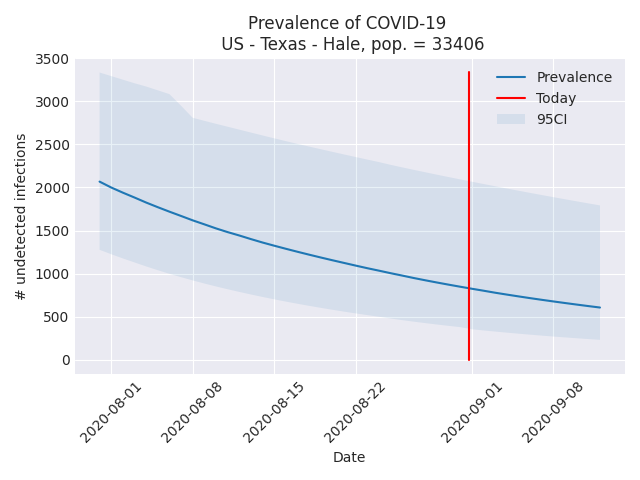 Prevalence of COVID-19
US - Texas - Hale, pop. = 33406
# undetected infections
3500
3000
2500
2000
1500
1000
500
0
Prevalence
Today
95CI
2020-08-01
2020-08-08
2020-08-15
2020-08-22
2020-09-01
2020-09-08
Date